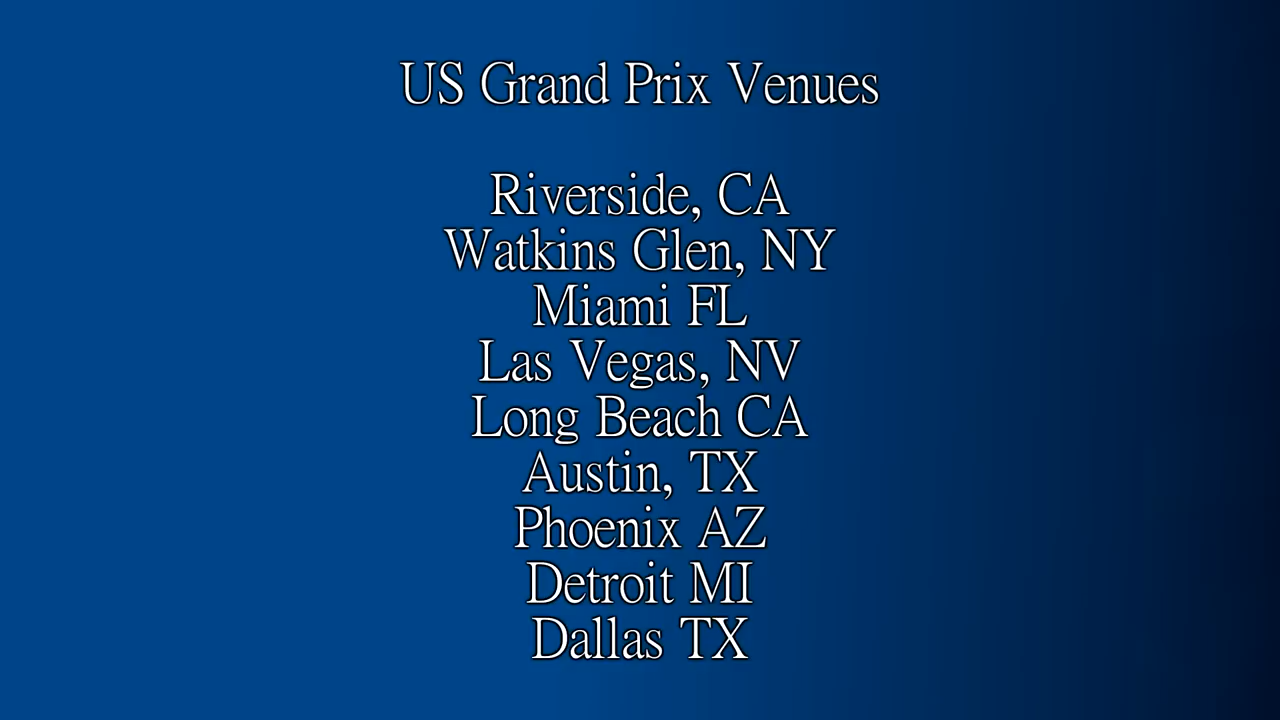 US Grand Prix Venues
Riverside, CA
Watkins Glen, NY
Miami FL
Las Vegas, NV
Long Beach CA
Austin, TX
Phoenix AZ
Detroit MI
Dallas TX